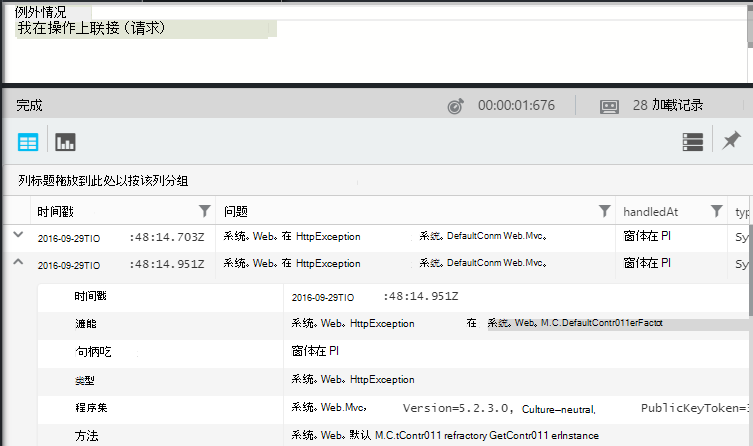 例外情况
我在操作上联接 (请求)
完成
00:00:01:676
28 加载记录
列标题拖放到此处以按该列分组
时间戳 问题 handledAt typ
2016-09-29TIO :48:14.703Z 系统。Web。在 HttpException 系统。DefaultConm Web.Mvc。 窗体在 PI Sy
2016-09-29TIO :48:14.951Z 系统。Web。在 HttpException 系统。DefaultConm Web.Mvc。 窗体在 PI Sy
时间戳 2016-09-29TIO :48:14.951Z
漉能 系统。Web。HttpException 在 系统。Web。M.C.DefaultContr011erFactot
句柄吃 窗体在 PI
类型 系统。Web。HttpException
程序集 系统。Web.Mvc， Version=5.2.3.0, Culture—neutral, PublicKeyToken=3
方法 系统。Web。默认 M.C.tContr011 refractory GetContr011 erInstance